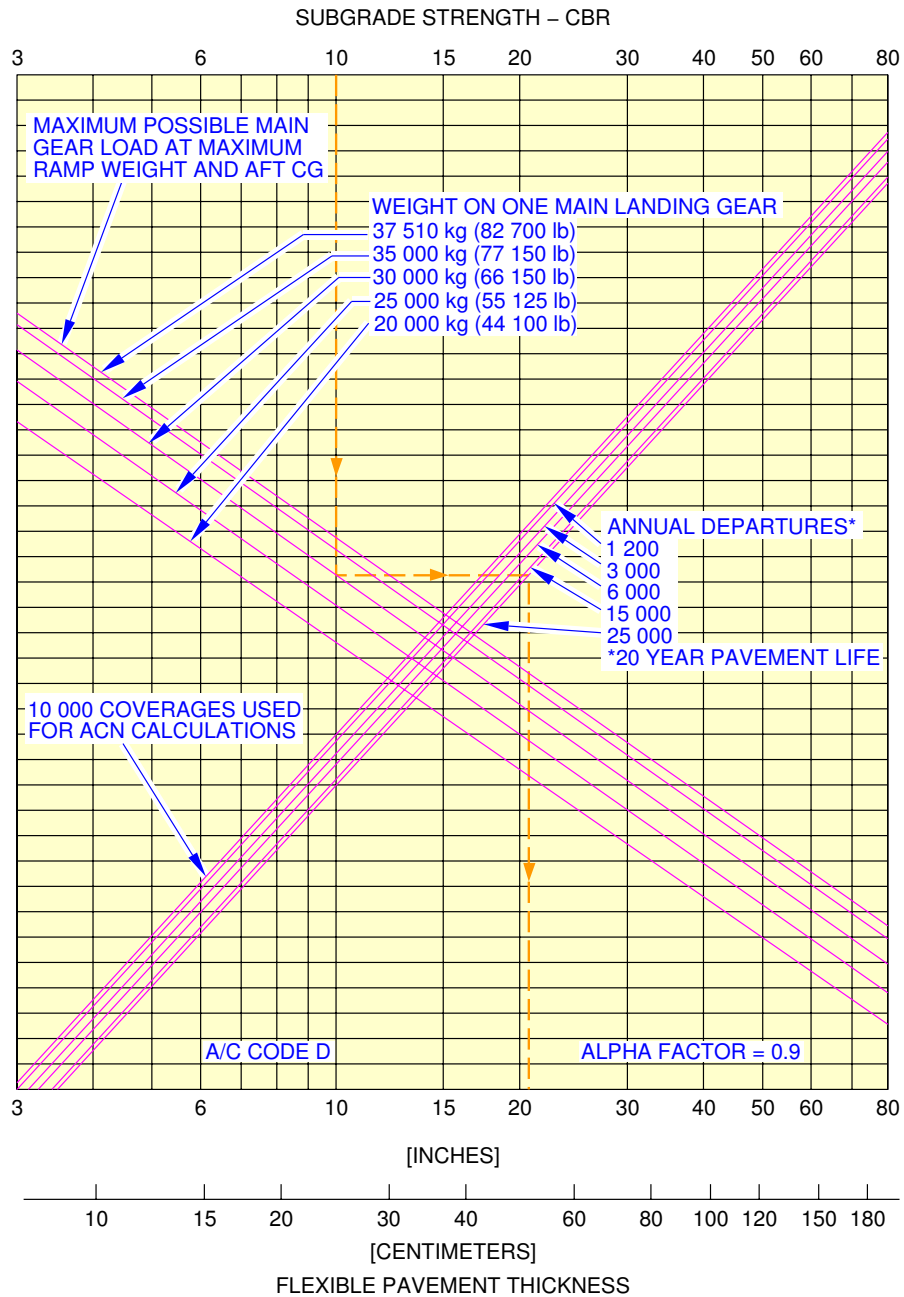 SUBGRADE STRENGTH – CBR
3 6 10 15 20 30 40 50 60 80
MAXIMUM POSSIBLE MAIN
GEAR LOAD AT MAXIMUM
RAMP WEIGHT AND AFT CG
WEIGHT ON ONE MAIN LANDING GEAR
37 510 kg (82 700 lb)
35 000 kg (77 150 lb)
30 000 kg (66 150 lb)
25 000 kg (55 125 lb)
20 000 kg (44 100 lb)
ANNUAL DEPARTURES*
1 200
3 000
6 000
15 000
25 000
*20 YEAR PAVEMENT LIFE
10 000 COVERAGES USED
FOR ACN CALCULATIONS
A/C CODE D
ALPHA FACTOR = 0.9
3 6 10 15 20 30 40 50 60 80
[INCHES]
10 15 20 30 40 60 80 100 120 150 180
[CENTIMETERS]
FLEXIBLE PAVEMENT THICKNESS